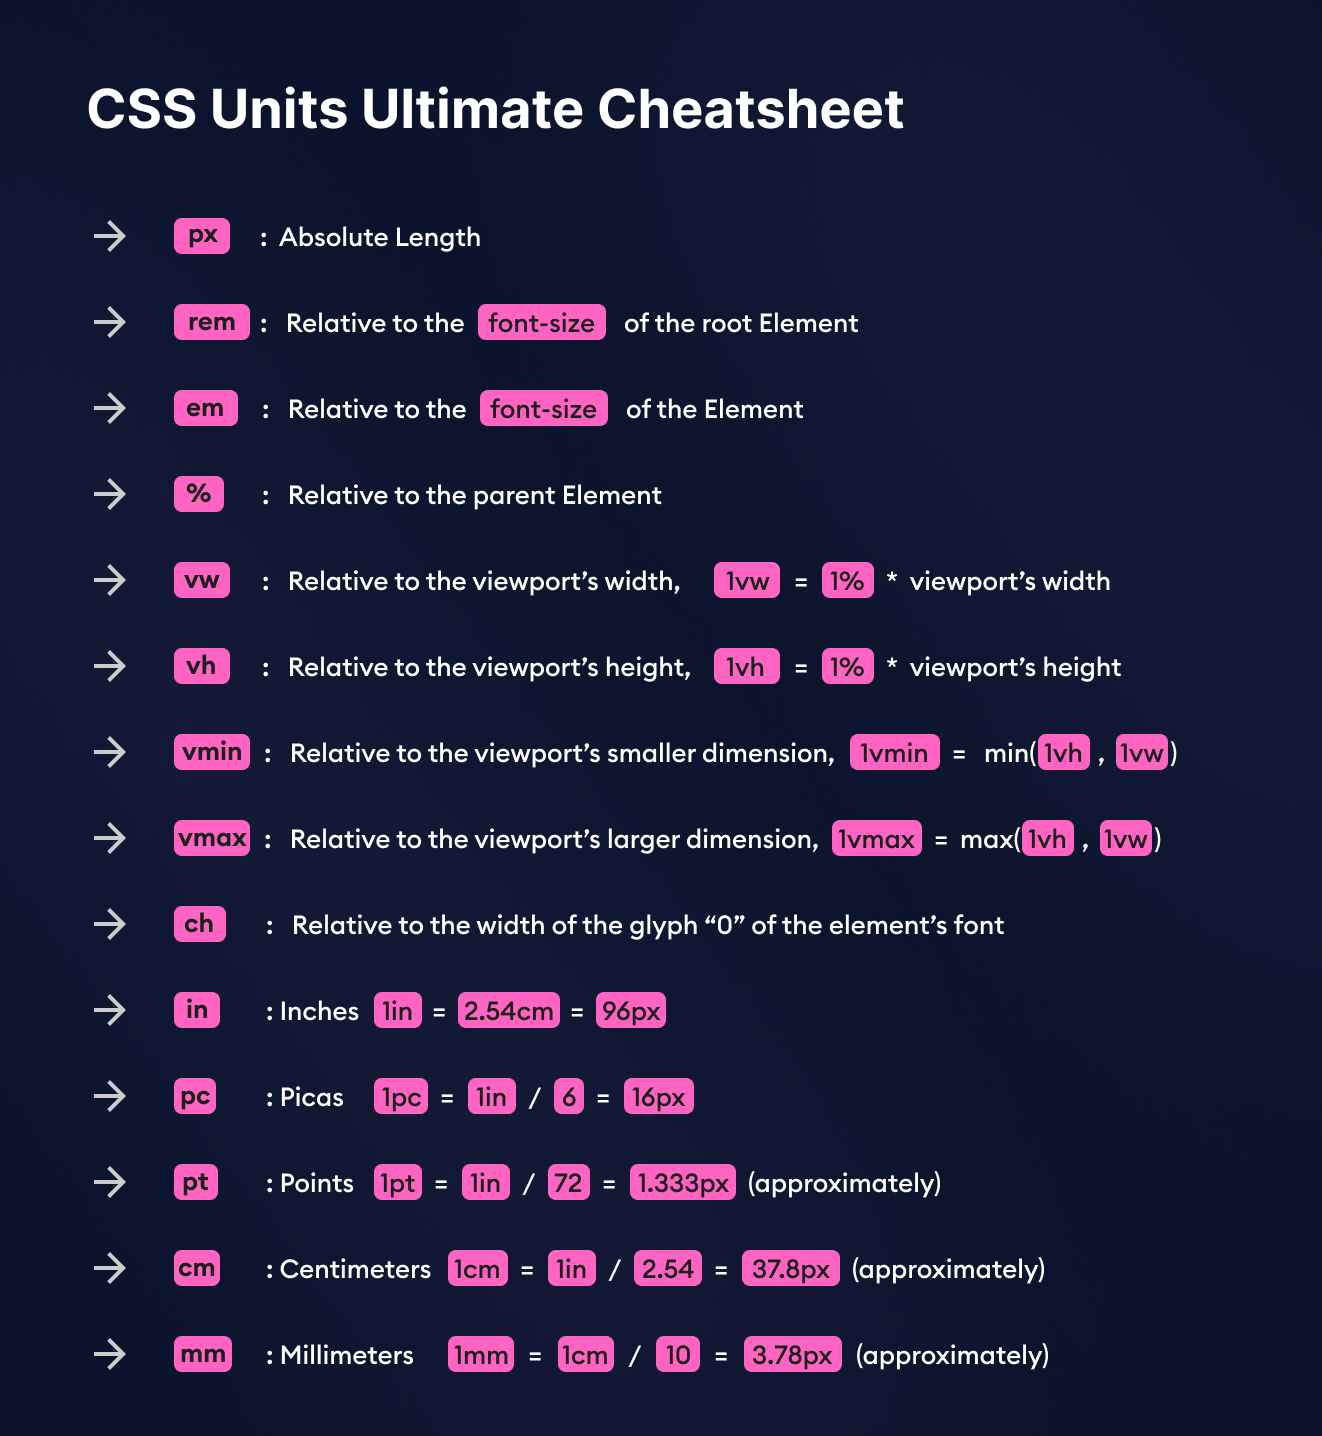 CSS Units Ultimate Cheatsheet
px : Absolute Length
rem : Relative to the font-size of the root Element
em : Relative to the font-size of the Element
% : Relative to the parent Element
vw : Relative to the viewport’s width, 1vw = 1% * viewport’s width
vh : Relative to the viewport’s height, 1vh = 1% * viewport’s height
vmin : Relative to the viewport’s smaller dimension, 1vmin = min(1vh , 1vw)
vmax : Relative to the viewport’s larger dimension, 1vmax = max(1vh , 1vw)
ch : Relative to the width of the glyph “0” of the element’s font
in : Inches 1in = 2.54cm = 96px
pc : Picas 1pc = 1in / 6 = 16px
pt : Points 1pt = 1in / 72 = 1.333px (approximately)
cm : Centimeters 1cm = 1in / 2.54 = 37.8px (approximately)
mm : Millimeters 1mm = 1cm / 10 = 3.78px (approximately)